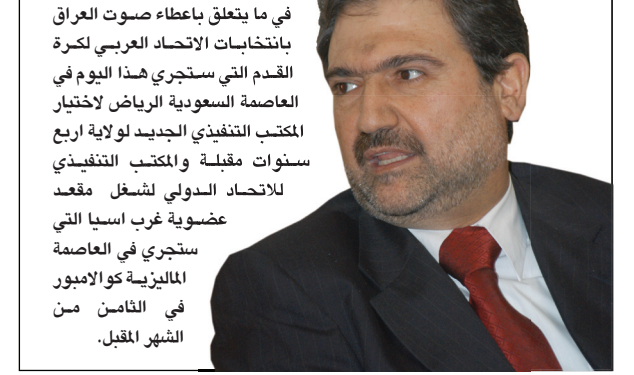 في ما يتعلق باعطاء صوت العراق
بانتخابات الاتحاد العربي لكرة
القدم التي ستجري هذا اليوم في
العاصمة السعودية الرياض لاختيار
المكتب التنفيذي الجديد لولاية اربع
سنوات مقبلة والمكتب التنفيذي
للاتحاد الدولي لشغل مقعد
عضوية غرب اسيا التي
ستجري في العاصمة
الماليزية كوالامبور
في الثامن من
الشهر المقبل.